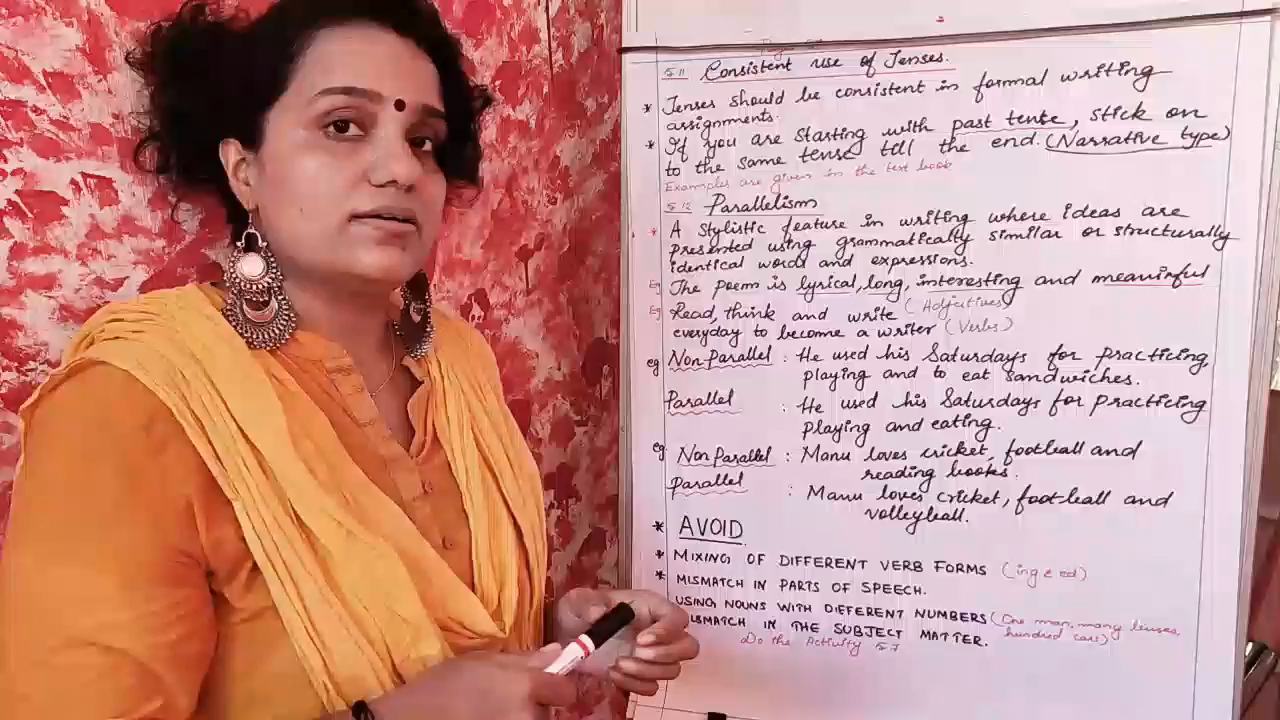 5.11 Consistent use of Tenses.
* Tenses should be consistent in formal writing
assignments.
* If you are starting with past tense, stick on
to the same tense till the end. (Narrative type)
Examples are given in the text book
5.12 Parallelism
* A stylistic feature in writing where ideas are
presented using grammatically similar or structurally
identical words and expressions.
Eg The poem is lyrical, long, interesting and meaninful
(Adjectives)
Eg Read, think and write
everyday to become a writer (Verbs)
eg Non Parallel : He used his Saturdays for practicing,
playing and to eat sandwiches.
Parallel : He used his Saturdays for practicing
playing and eating.
eg Non Parallel : Manu loves cricket, football and
reading books.
Parallel : Manu loves cricket, football and
volleyball.
* AVOID
* MIXING OF DIFFERENT VERB FORMS (ing & ed)
* MISMATCH IN PARTS OF SPEECH.
USING NOUNS WITH DIFFERENT NUMBERS (One man, many
hundred cars)
MISMATCH IN THE SUBJECT MATTER.
Do the Activity 5.7